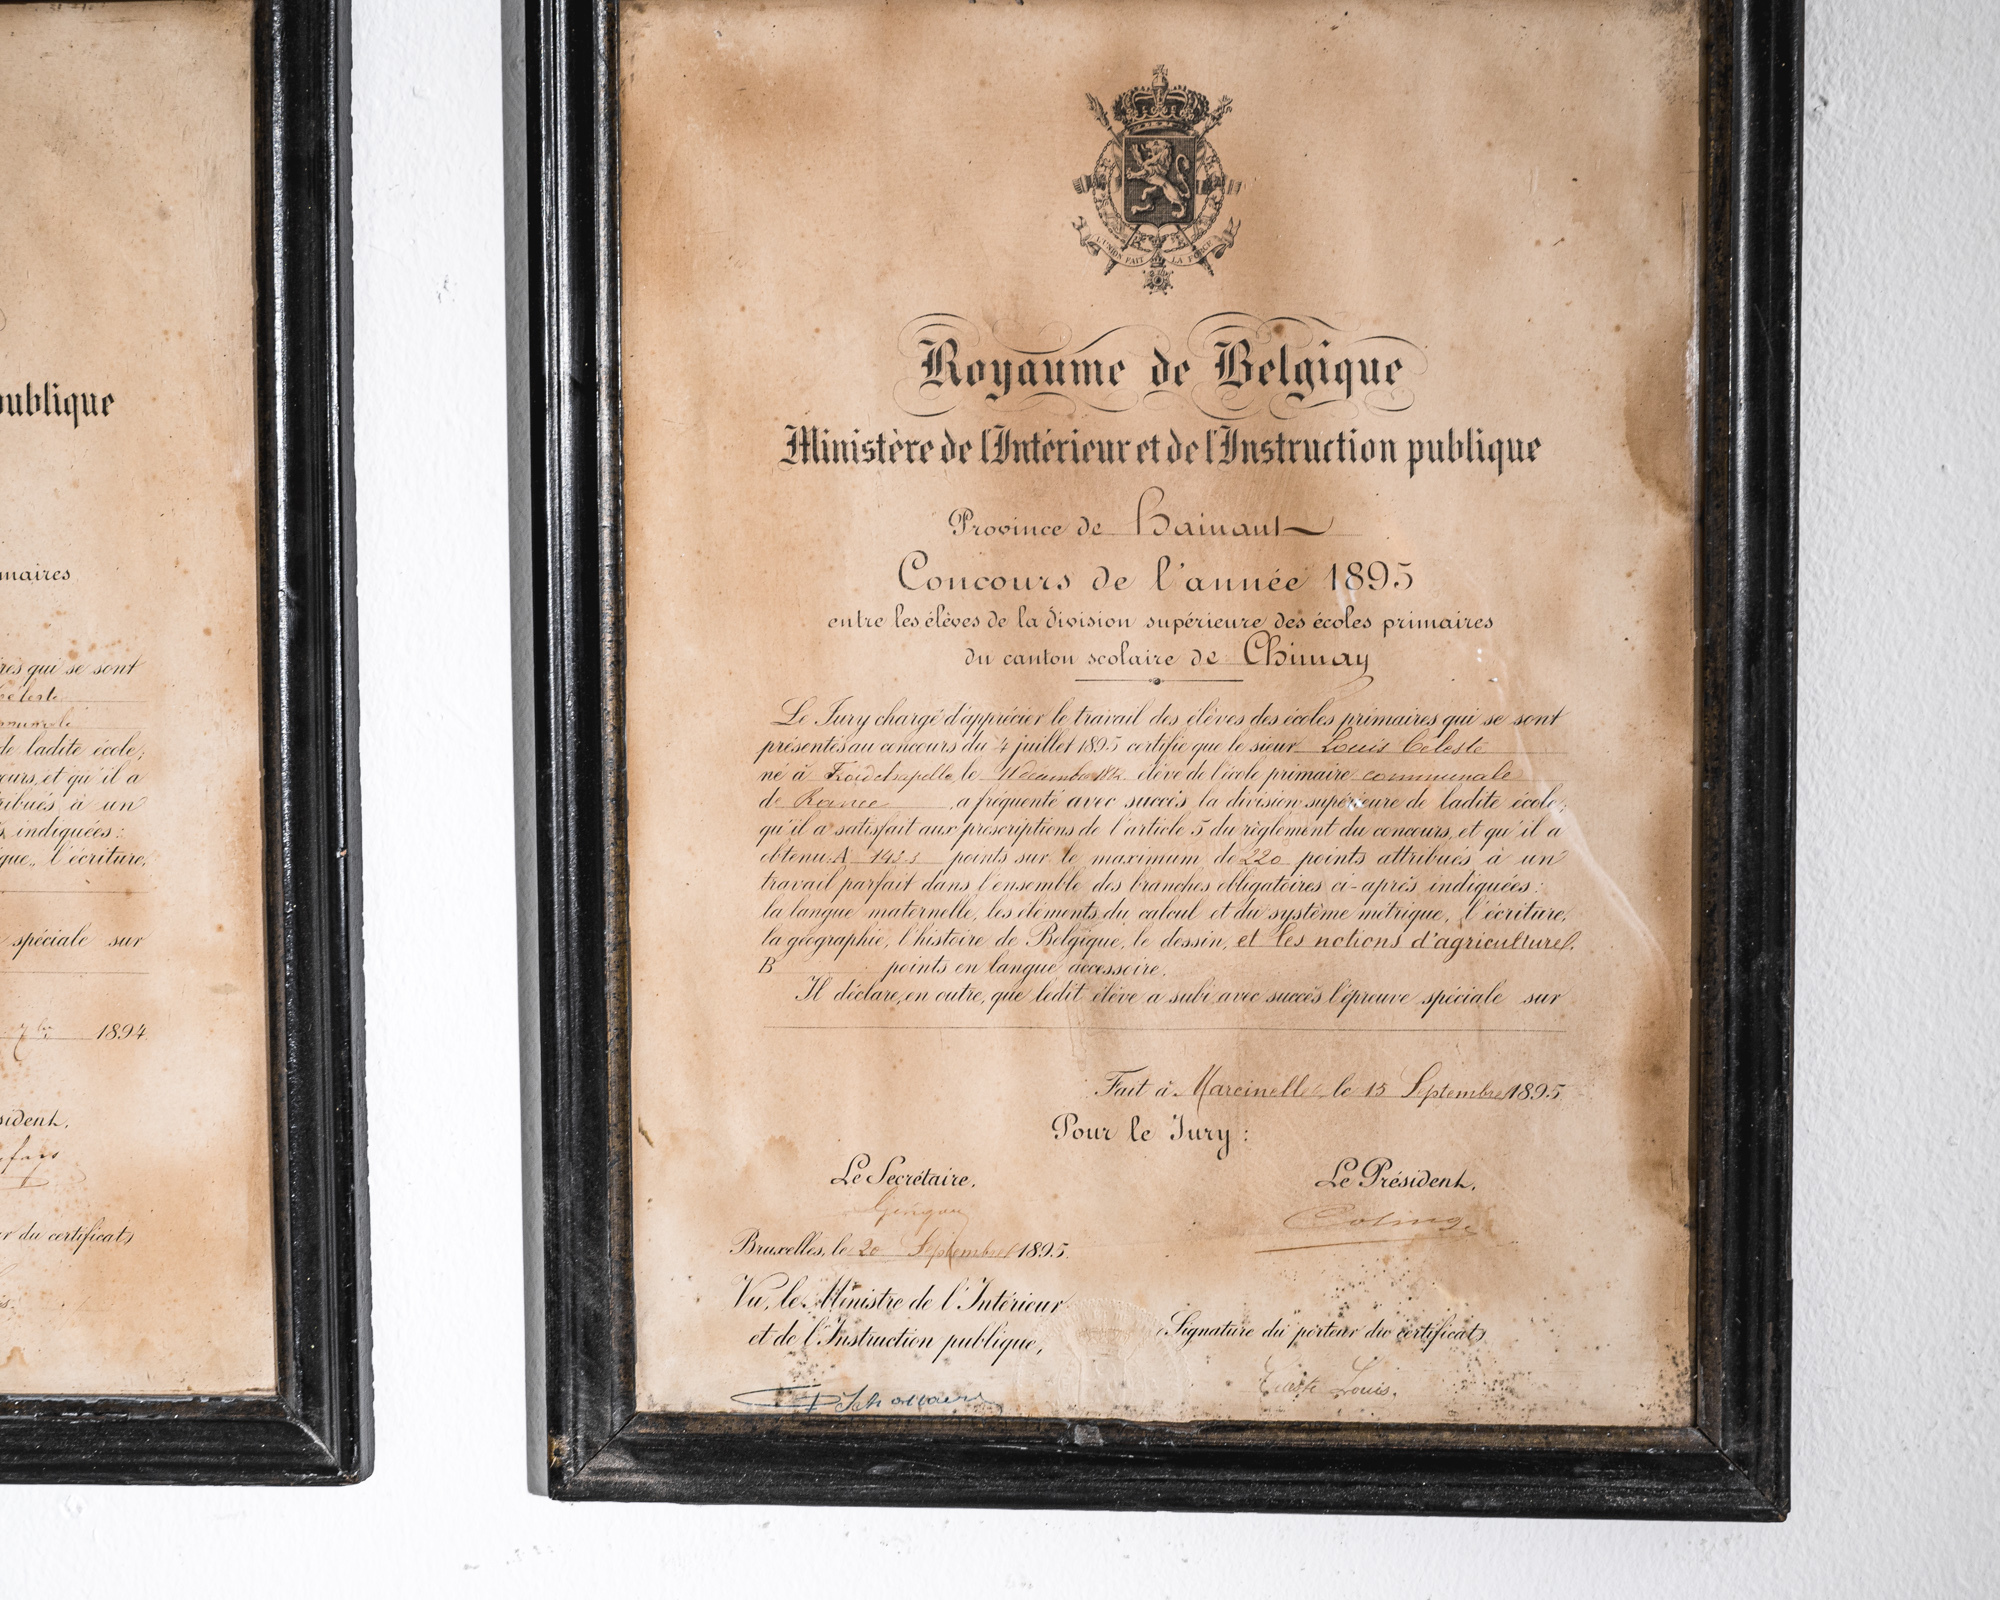 publique
maires
res qui se sont
de ladite école;
cours, et qu'il a
tribués à un
indiquées:
que, l'écriture,
spéciale sur
7bre 1894
sident,
r du certificat,
L'UNION FAIT LA FORCE
Royaume de Belgique
Ministère de l'Intérieur et de l'Instruction publique
Province de Hainaut
Concours de l'année 1895
entre les élèves de la division supérieure des écoles primaires
du canton scolaire de Chimay
Le Jury chargé d'apprécier le travail des élèves des écoles primaires qui se sont
présentés au concours du 4 juillet 1895 certifie que le sieur Louis Celeste
né à Froidchapelle, le décembre élève de l'école primaire communale
de Rance a fréquenté avec succès la division supérieure de ladite école;
qu'il a satisfait aux prescriptions de l'article 5 du règlement du concours, et qu'il a
obtenu: A points sur le maximum de 220 points attribués à un
travail parfait dans l'ensemble des branches obligatoires ci-après indiquées:
la langue maternelle, les éléments du calcul et du système métrique, l'écriture,
la géographie, l'histoire de Belgique, le dessin, et les notions d'agriculture.
B points en langue accessoire.
Il déclare, en outre, que ledit élève a subi avec succès l'épreuve spéciale sur
Fait à Marcinelle, le 15 Septembre 1895
Pour le Jury:
Le Secrétaire, Le Président,
Bruxelles, le 20 Septembre 1895.
Vu, le Ministre de l'Intérieur
et de l'Instruction publique,
Signature du porteur du certificat,
Celeste Louis.